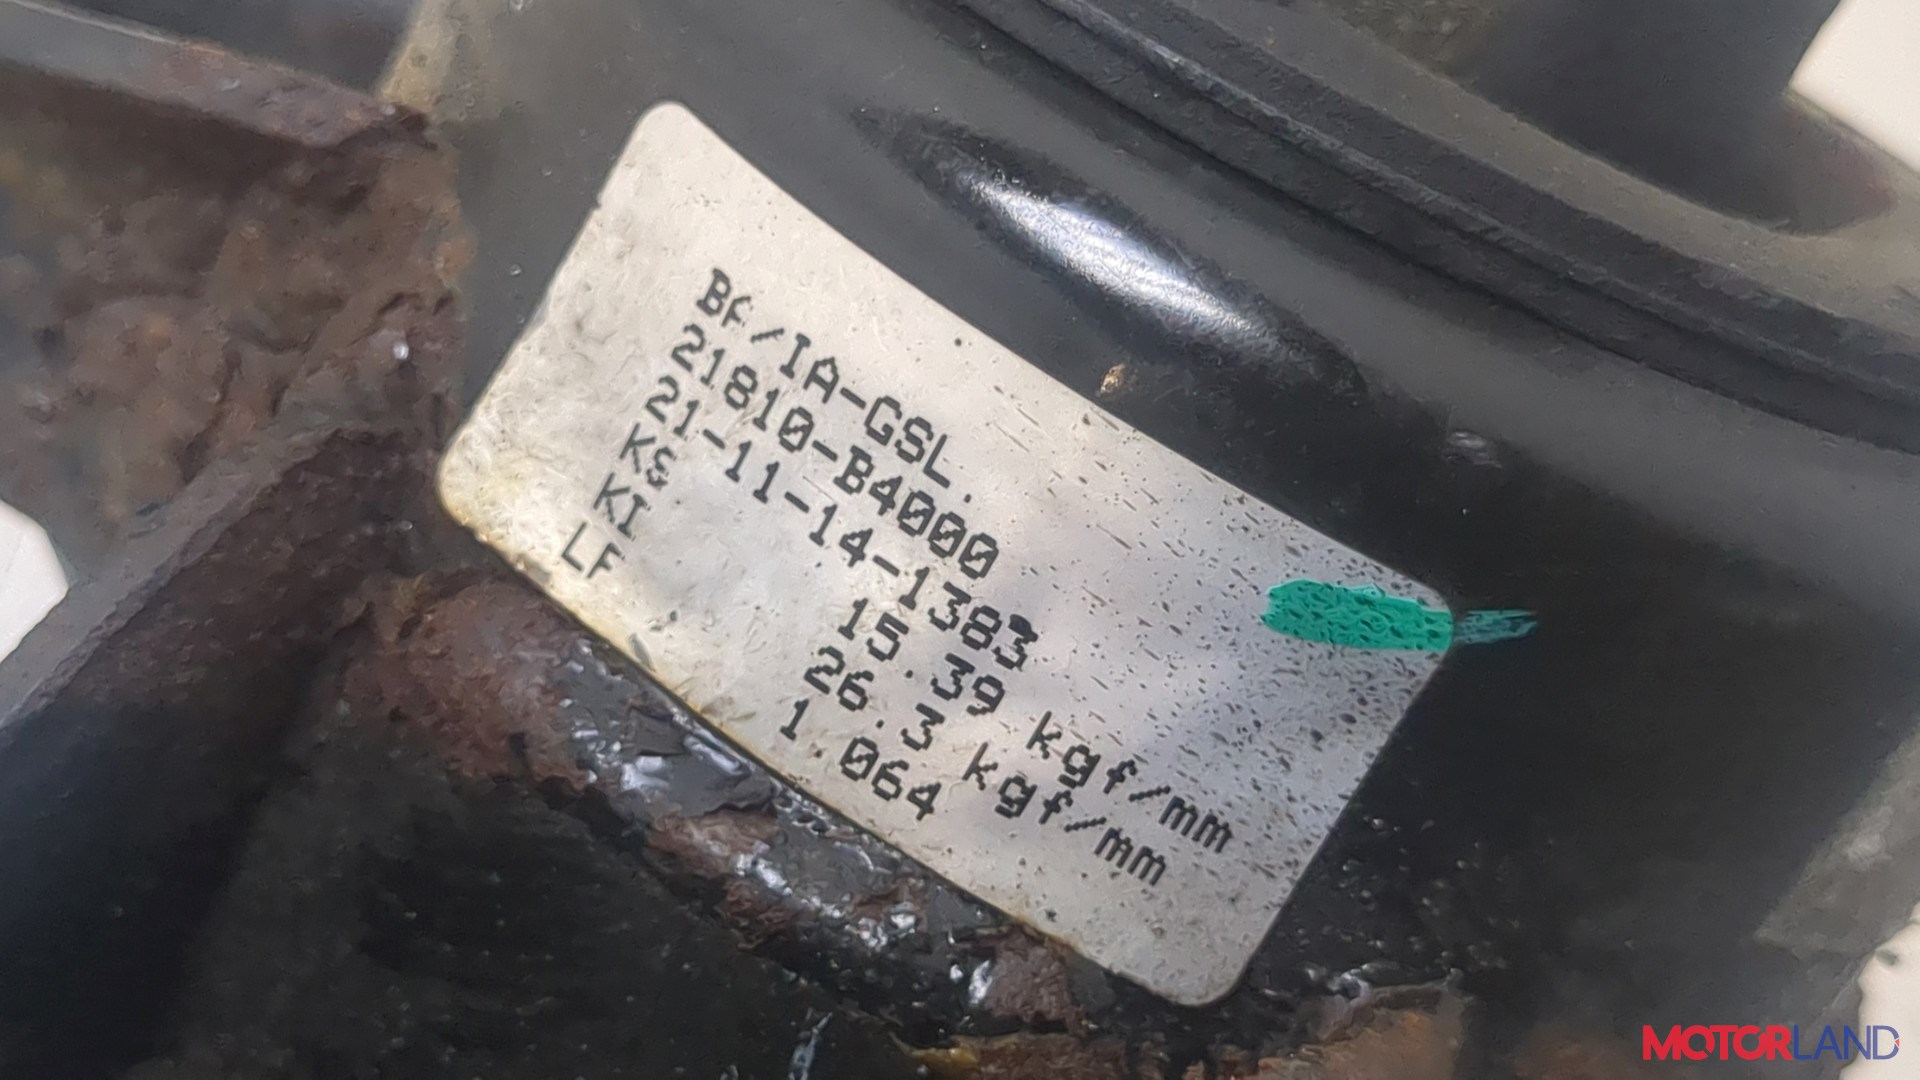 BA/IA-GSL.
21810-B4000
21-11-14-1383
KS 15.39 kgf/mm
KI 26.3 kgf/mm
LF 1.064
MOTORLAND